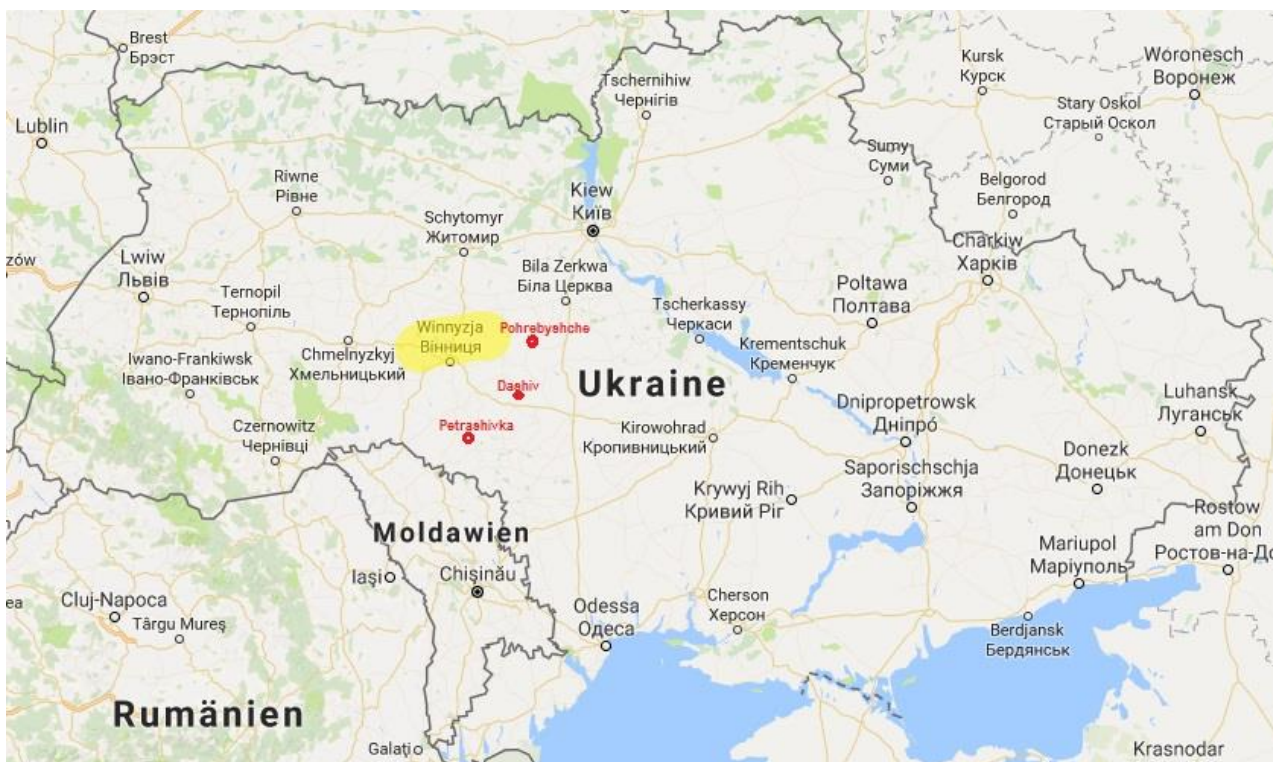 Brest
Брэст
Kursk
Курск
Woronesch
Воронеж
Tschernihiw
Чернігів
Stary Oskol
Старый Оскол
Lublin
Sumy
Суми
Riwne
Рівне
Kiew
Київ
Belgorod
Белгород
Schytomyr
Житомир
Charkiw
Харків
zów
Lwiw
Львів
Bila Zerkwa
Біла Церква
Poltawa
Полтава
Ternopil
Тернопіль
Tscherkassy
Черкаси
Winnyzja
Вінниця
Pohrebyshche
Krementschuk
Кременчук
Iwano-Frankiwsk
Івано-Франківськ
Chmelnyzkyj
Хмельницький
Ukraine
Dashiv
Luhansk
Луганськ
Dnipropetrowsk
Дніпро́
Petrashivka
Kirowohrad
Кропивницький
Czernowitz
Чернівці
Donezk
Донецьк
Saporischschja
Запоріжжя
Krywyj Rih
Кривий Ріг
Rostow
am Don
Ростов-на-До
Moldawien
Mariupol
Маріуполь
Iaşi
Chişinău
ea
Cluj-Napoca
Târgu Mureş
Odessa
Одеса
Cherson
Херсон
Berdjansk
Бердянськ
Rumänien
Galaţi
Krasnodar